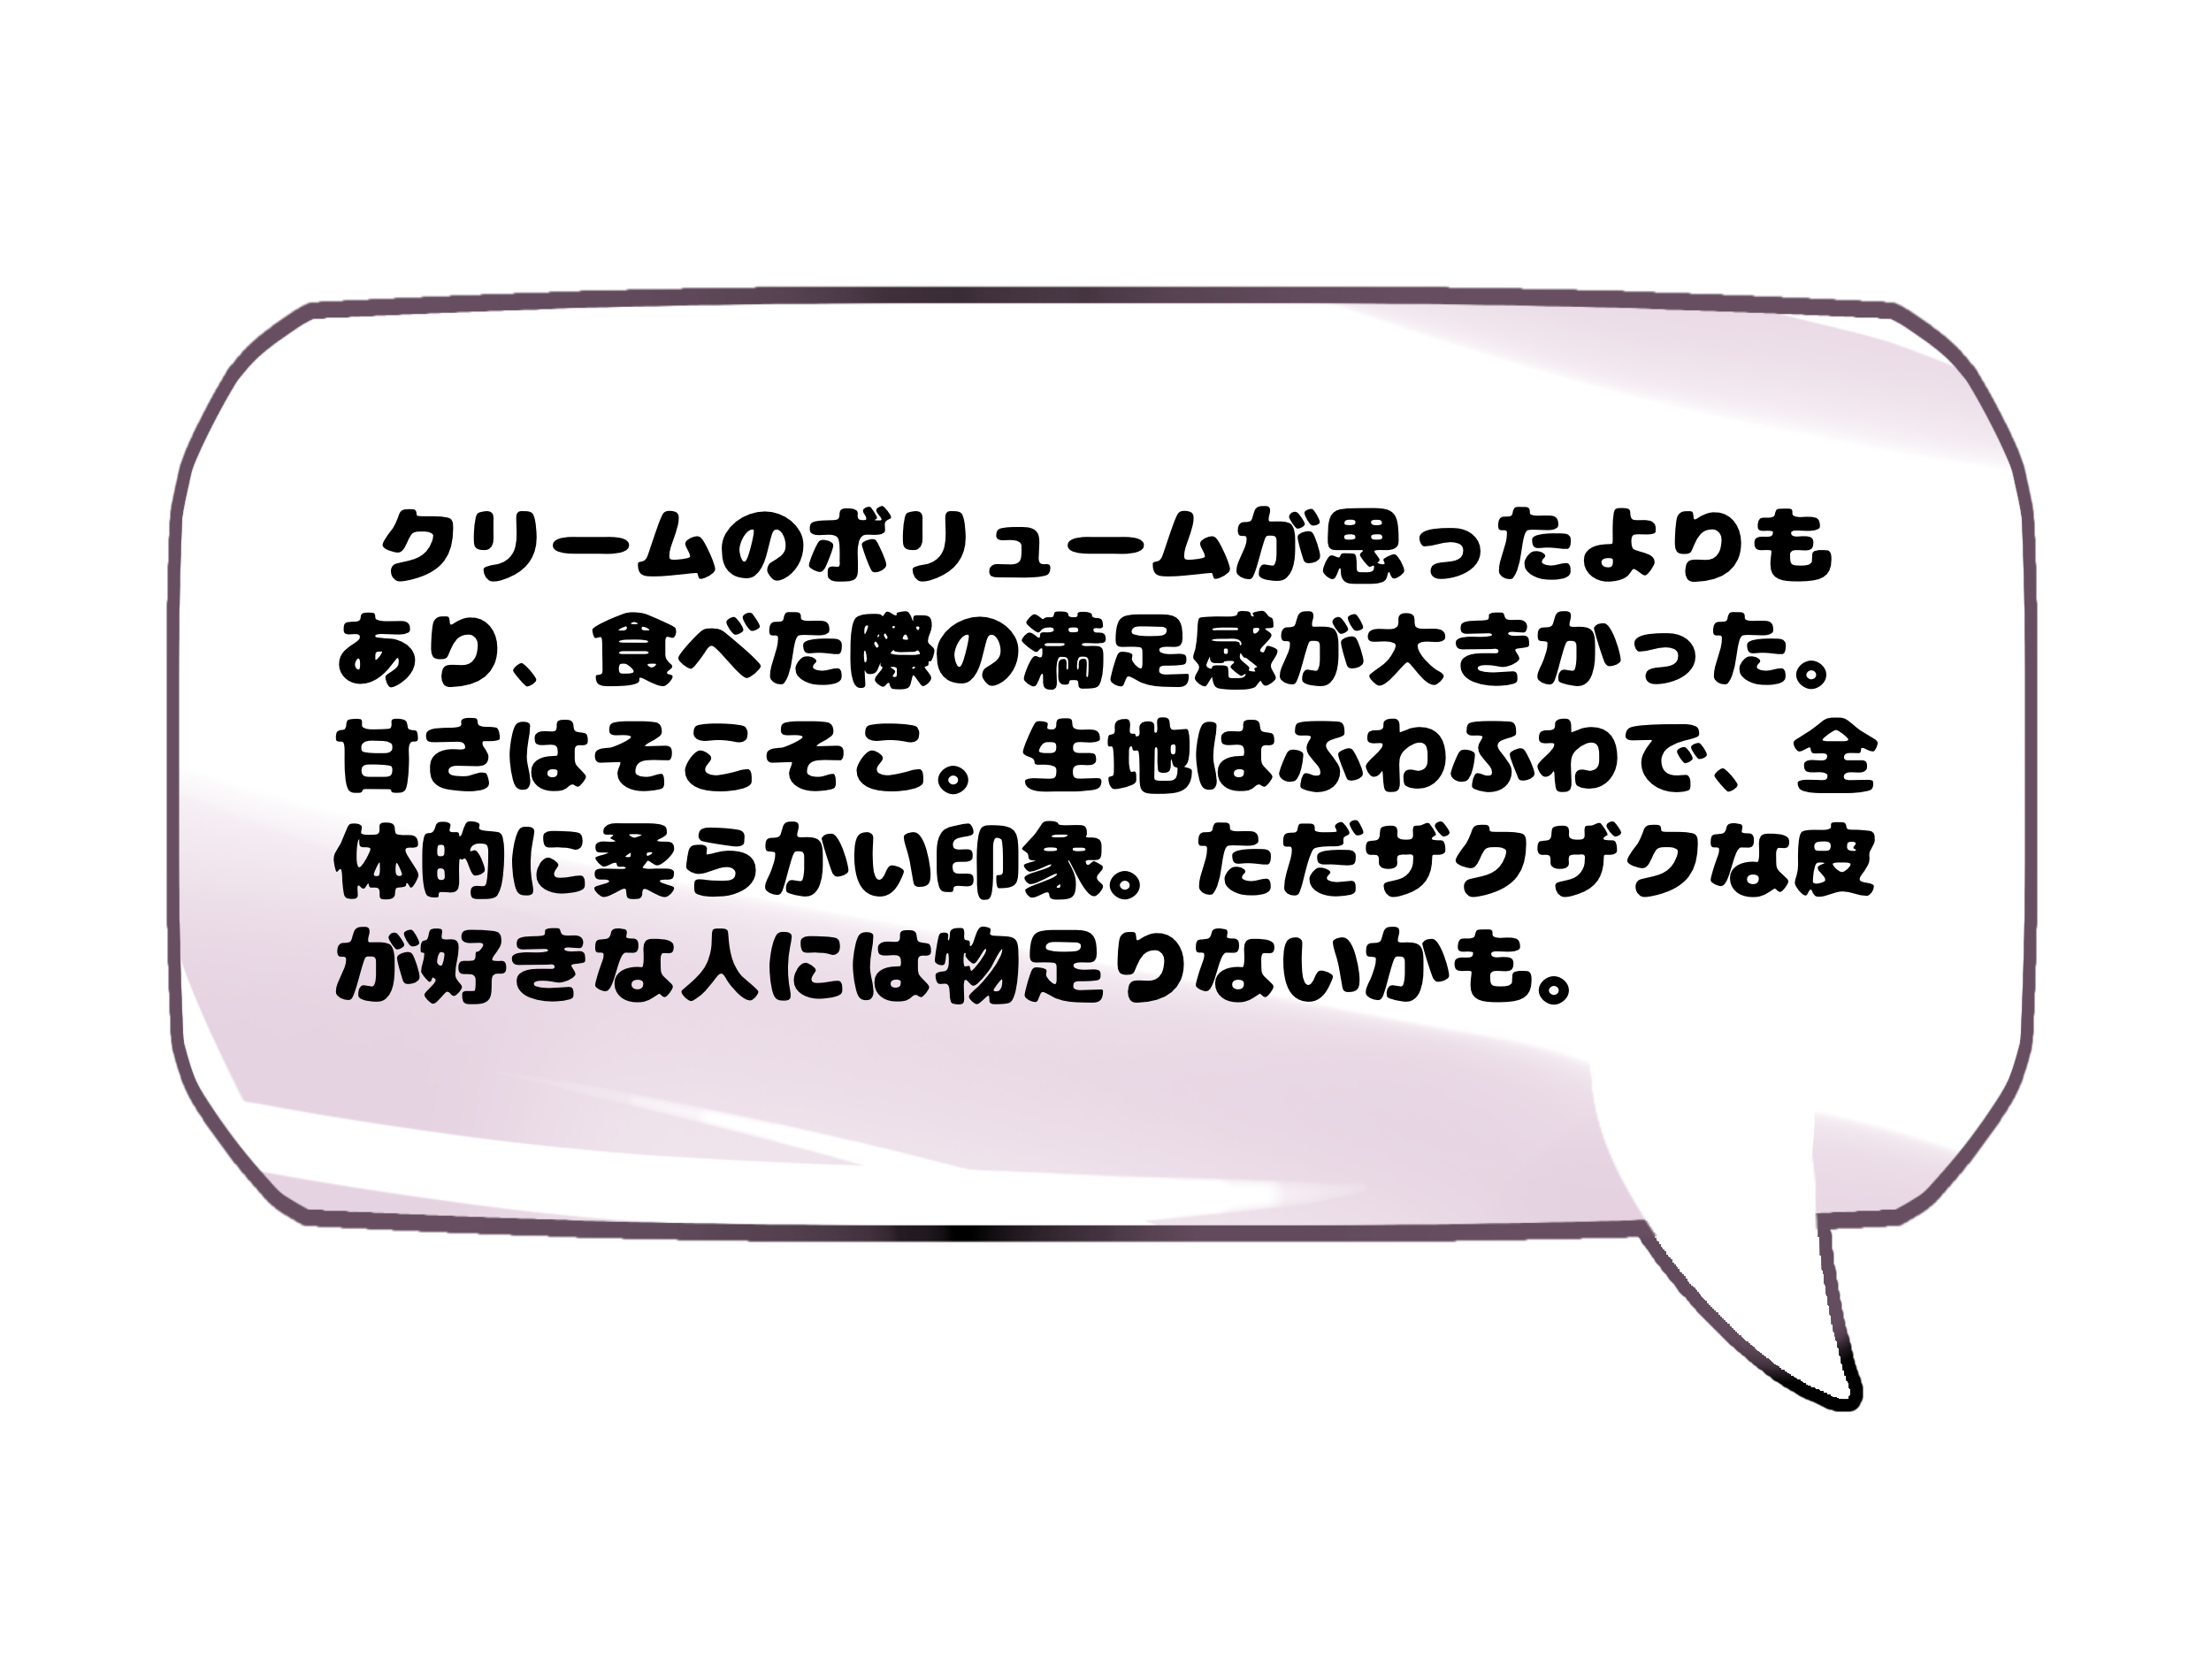 クリームのボリュームが思ったよりも
あり、食べた際の満足感が大きかった。
甘さはそこそこ。生地はふわふわで、全
体的に柔らかい印象。ただザクザクな皮
が好きな人には物足りないかも。